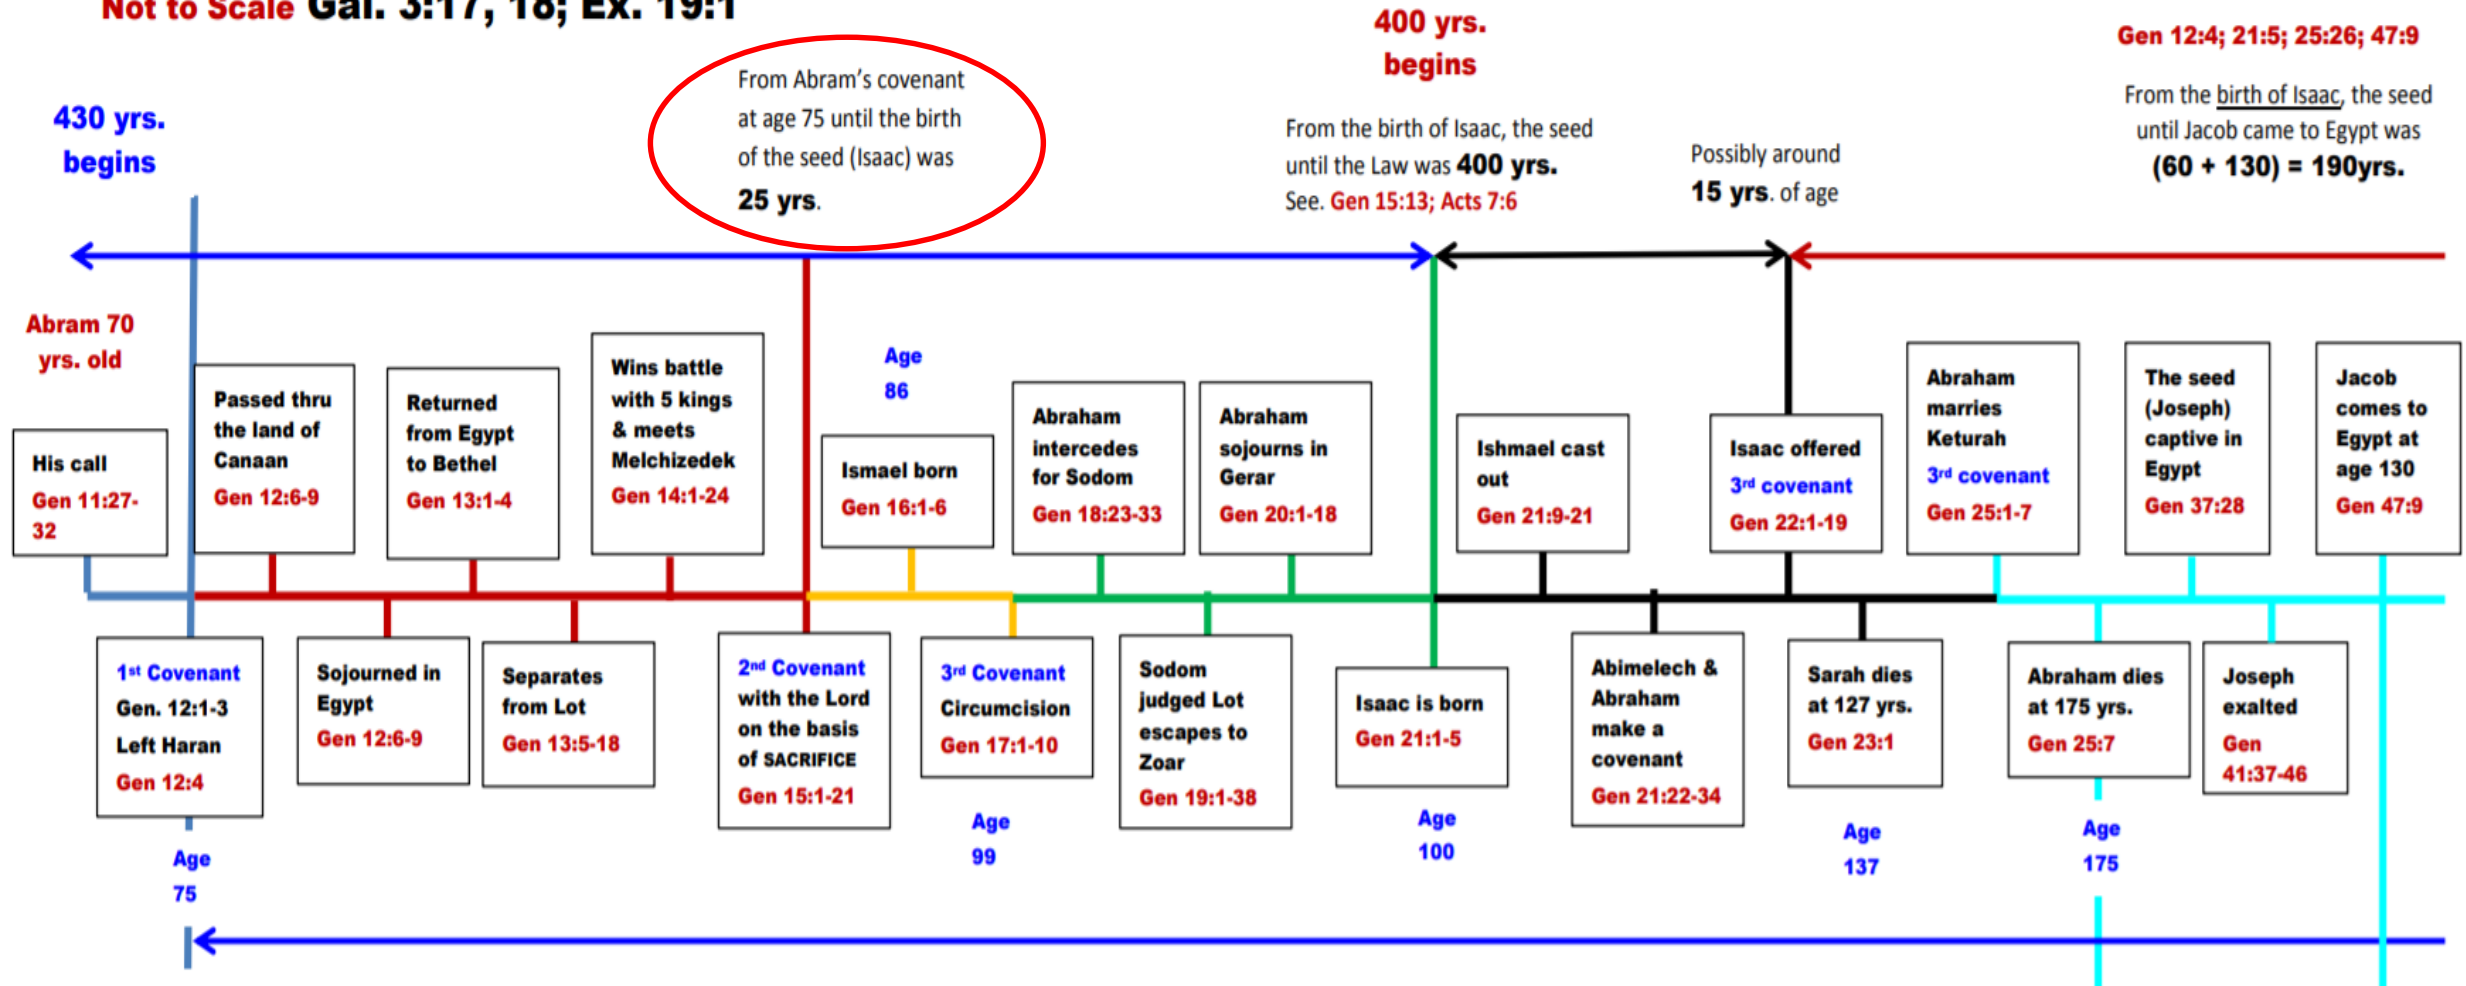 Not to Scale Gal. 3:17, 18; Ex. 19:1
430 yrs.
begins
From Abram's covenant
at age 75 until the birth
of the seed (Isaac) was
25 yrs.
400 yrs.
begins
From the birth of Isaac, the seed
until the Law was 400 yrs.
See. Gen 15:13; Acts 7:6
Possibly around
15 yrs. of age
Gen 12:4; 21:5; 25:26; 47:9
From the birth of Isaac, the seed
until Jacob came to Egypt was
(60 + 130) = 190yrs.
Abram 70
yrs. old
His call
Gen 11:27-
32
Passed thru
the land of
Canaan
Gen 12:6-9
Returned
from Egypt
to Bethel
Gen 13:1-4
Wins battle
with 5 kings
& meets
Melchizedek
Gen 14:1-24
Age
86
Ismael born
Gen 16:1-6
Abraham
intercedes
for Sodom
Gen 18:23-33
Abraham
sojourns in
Gerar
Gen 20:1-18
Ishmael cast
out
Gen 21:9-21
Isaac offered
3rd covenant
Gen 22:1-19
Abraham
marries
Keturah
3rd covenant
Gen 25:1-7
The seed
(Joseph)
captive in
Egypt
Gen 37:28
Jacob
comes to
Egypt at
age 130
Gen 47:9
1st Covenant
Gen. 12:1-3
Left Haran
Gen 12:4
Age
75
Sojourned in
Egypt
Gen 12:6-9
Separates
from Lot
Gen 13:5-18
2nd Covenant
with the Lord
on the basis
of SACRIFICE
Gen 15:1-21
3rd Covenant
Circumcision
Gen 17:1-10
Age
99
Sodom
judged Lot
escapes to
Zoar
Gen 19:1-38
Isaac is born
Gen 21:1-5
Age
100
Abimelech &
Abraham
make a
covenant
Gen 21:22-34
Sarah dies
at 127 yrs.
Gen 23:1
Age
137
Abraham dies
at 175 yrs.
Gen 25:7
Age
175
Joseph
exalted
Gen
41:37-46